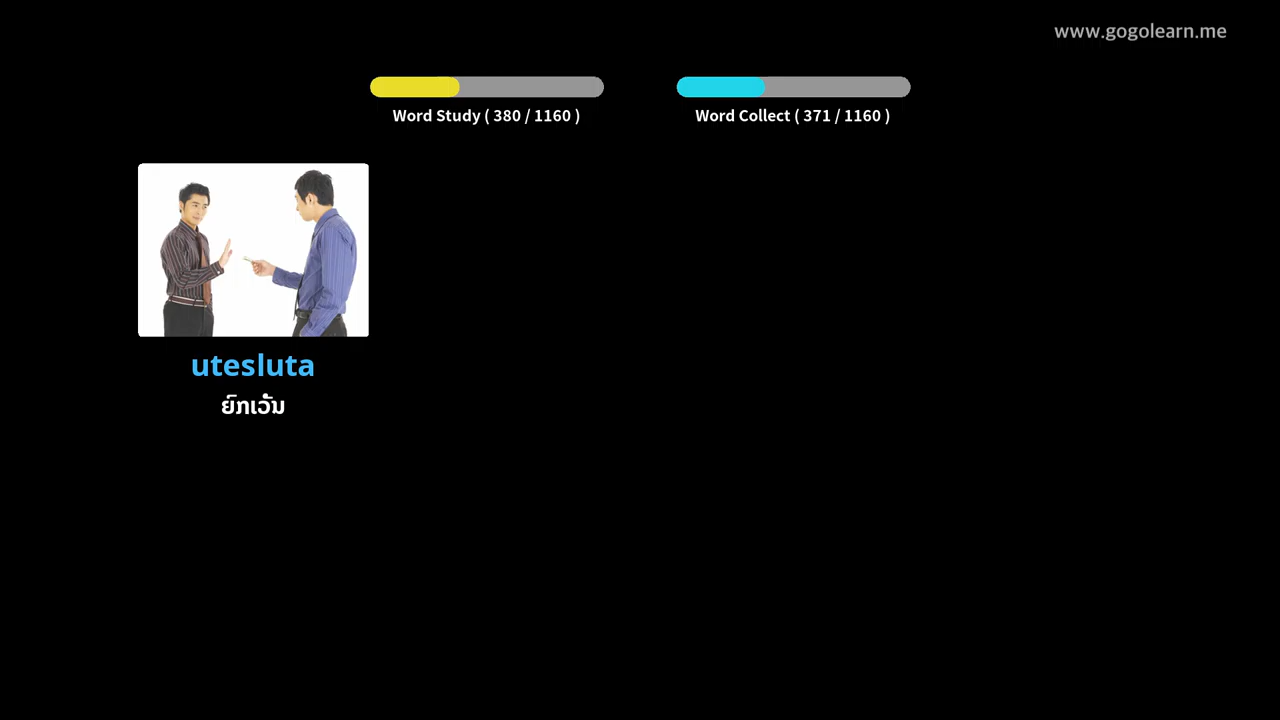 www.gogolearn.me
Word Study ( 380 / 1160 )
Word Collect ( 371 / 1160 )
utesluta
ຍົກເວັ້ນ